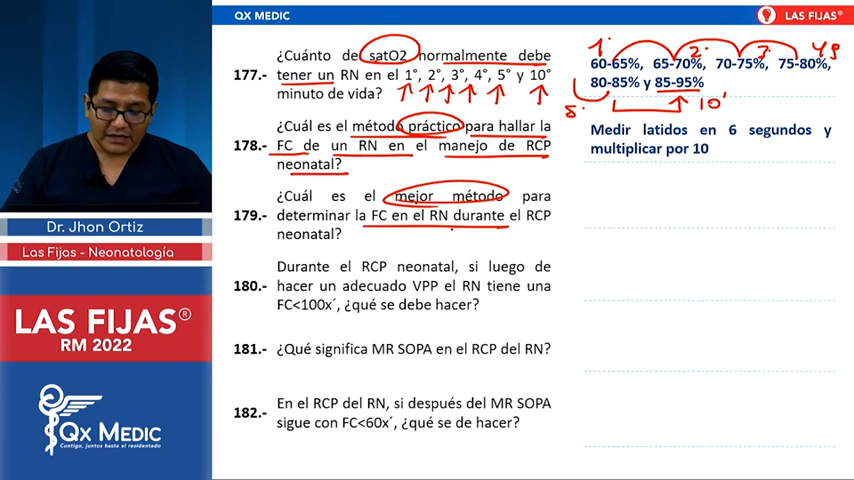 QX MEDIC
LAS FIJAS®
¿Cuánto de satO2 normalmente debe
177.- tener un RN en el 1°, 2°, 3°, 4°, 5° y 10°
minuto de vida?
1· 2· 3· 4°
60-65%, 65-70%, 70-75%, 75-80%,
80-85% y 85-95%
5· 10'
¿Cuál es el método práctico para hallar la
178.- FC de un RN en el manejo de RCP
neonatal?
Medir latidos en 6 segundos y
multiplicar por 10
¿Cuál es el mejor método para
179.- determinar la FC en el RN durante el RCP
neonatal?
Durante el RCP neonatal, si luego de
180.- hacer un adecuado VPP el RN tiene una
FC<100x´, ¿qué se debe hacer?
181.- ¿Qué significa MR SOPA en el RCP del RN?
En el RCP del RN, si después del MR SOPA
182.- sigue con FC<60x´, ¿qué se de hacer?
Dr. Jhon Ortiz
Las Fijas - Neonatología
LAS FIJAS®
RM 2022
QX MEDIC
Contigo, juntos hasta el residentado